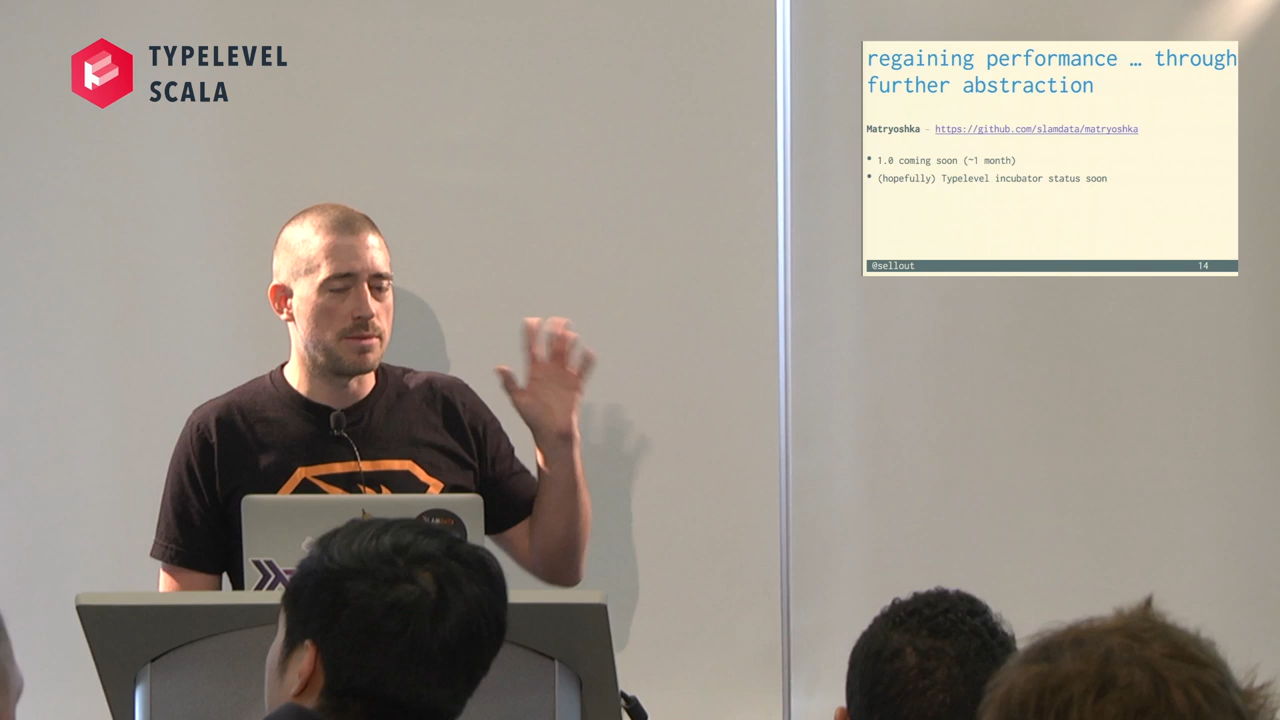 TYPELEVEL
SCALA
regaining performance … through
further abstraction
Matryoshka – https://github.com/slamdata/matryoshka
* 1.0 coming soon (~1 month)
* (hopefully) Typelevel incubator status soon
@sellout 14
SLAMDATA